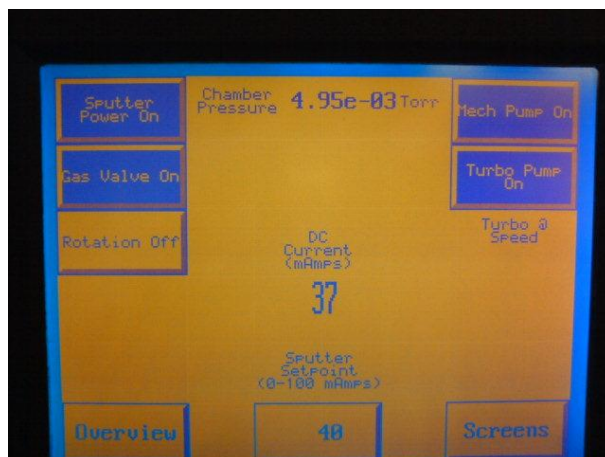 Sputter
Power On
Chamber
Pressure 4.95e-03 Torr
Mech Pump On
Gas Valve On
Turbo Pump
On
Rotation Off
Turbo @
Speed
DC
Current
(mAmps)
37
Sputter
Setpoint
(0-100 mAmps)
Overview
40
Screens